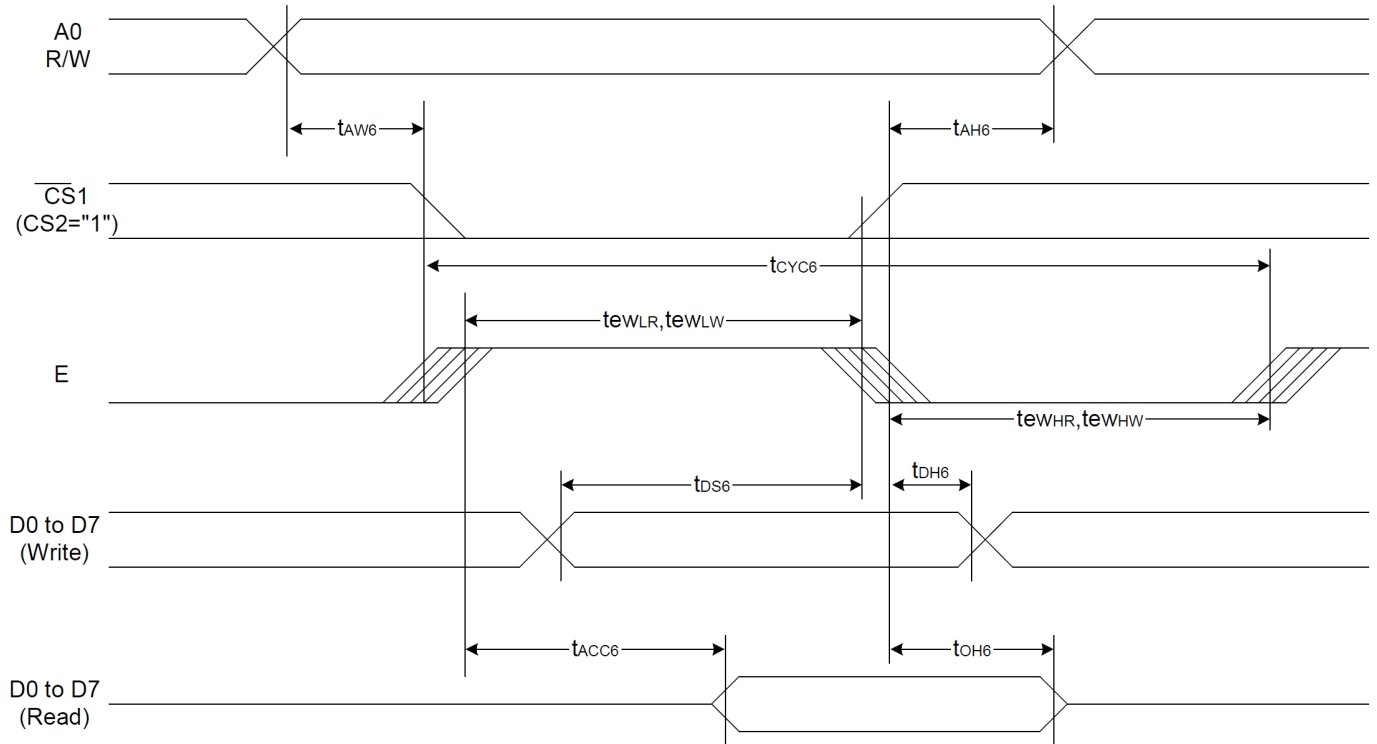 A0
R/W
tAW6
tAH6
CS1
(CS2="1")
tCYC6
tewLR,tewLW
E
tewHR,tewHW
tDS6
tDH6
D0 to D7
(Write)
tACC6
tOH6
D0 to D7
(Read)